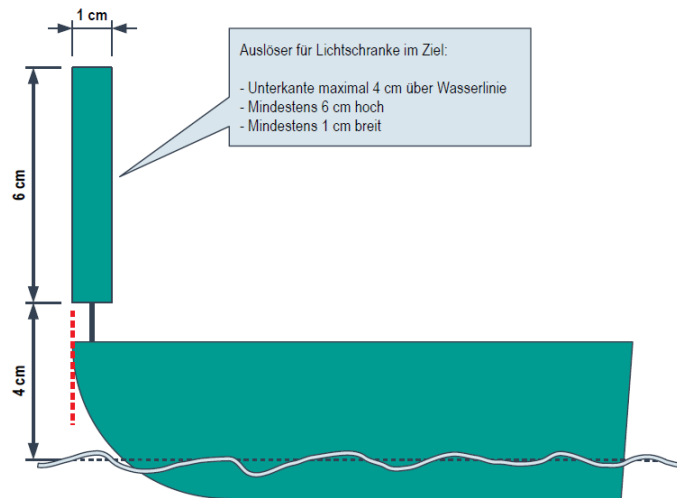 1 cm
Auslöser für Lichtschranke im Ziel:
- Unterkante maximal 4 cm über Wasserlinie
- Mindestens 6 cm hoch
- Mindestens 1 cm breit
6 cm
4 cm